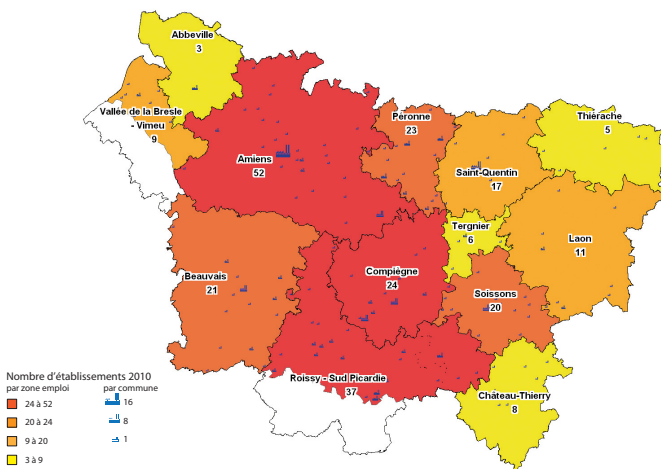 Abbeville
3
Vallée de la Bresle
- Vimeu
9
Amiens
52
Péronne
23
Saint-Quentin
17
Thiérache
5
Tergnier
6
Laon
11
Beauvais
21
Compiègne
24
Soissons
20
Roissy - Sud Picardie
37
Château-Thierry
8
Nombre d'établissements 2010
par zone emploi
par commune
24 à 52
20 à 24
9 à 20
3 à 9
16
8
1